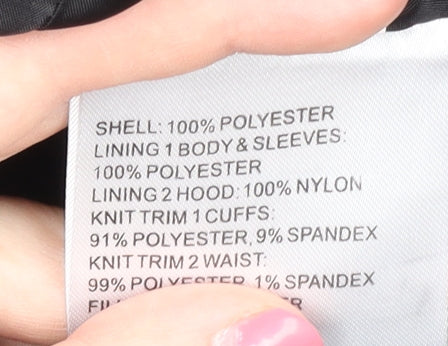 SHELL: 100% POLYESTER
LINING 1 BODY & SLEEVES:
100% POLYESTER
LINING 2 HOOD: 100% NYLON
KNIT TRIM 1 CUFFS:
91% POLYESTER, 9% SPANDEX
KNIT TRIM 2 WAIST:
99% POLYESTER, 1% SPANDEX